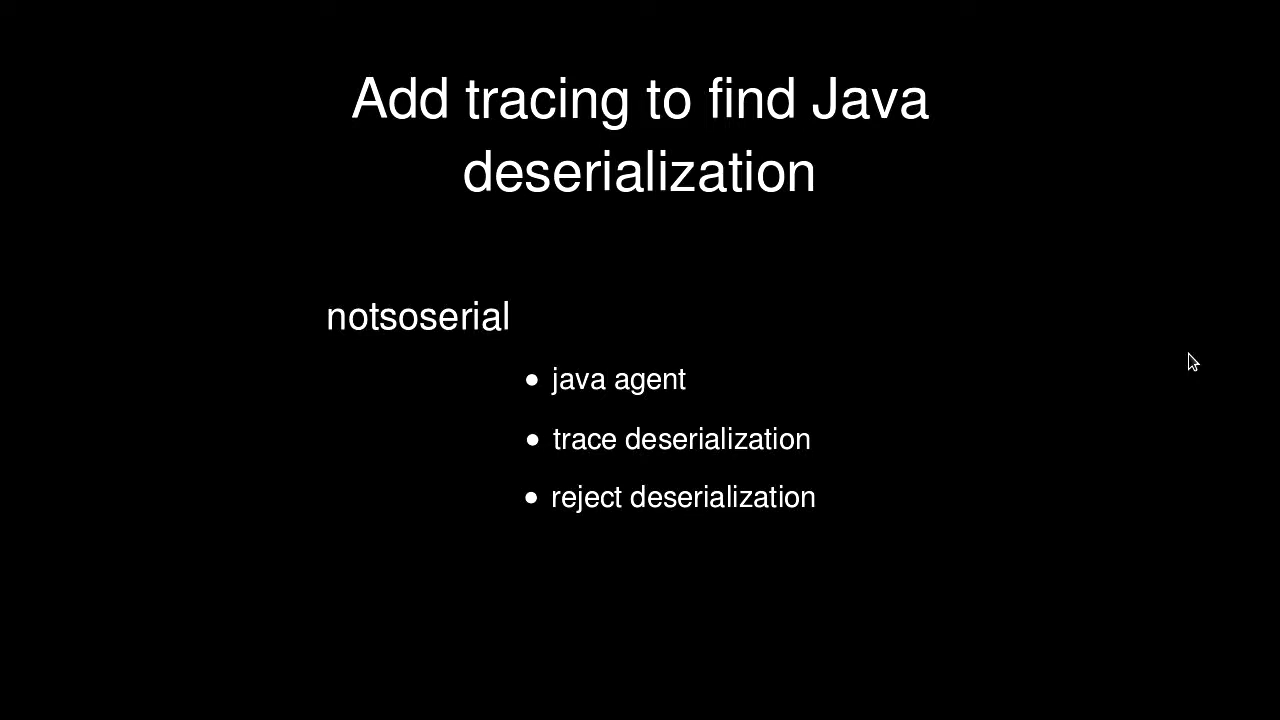 Add tracing to find Java
deserialization
notsoserial
• java agent
• trace deserialization
• reject deserialization